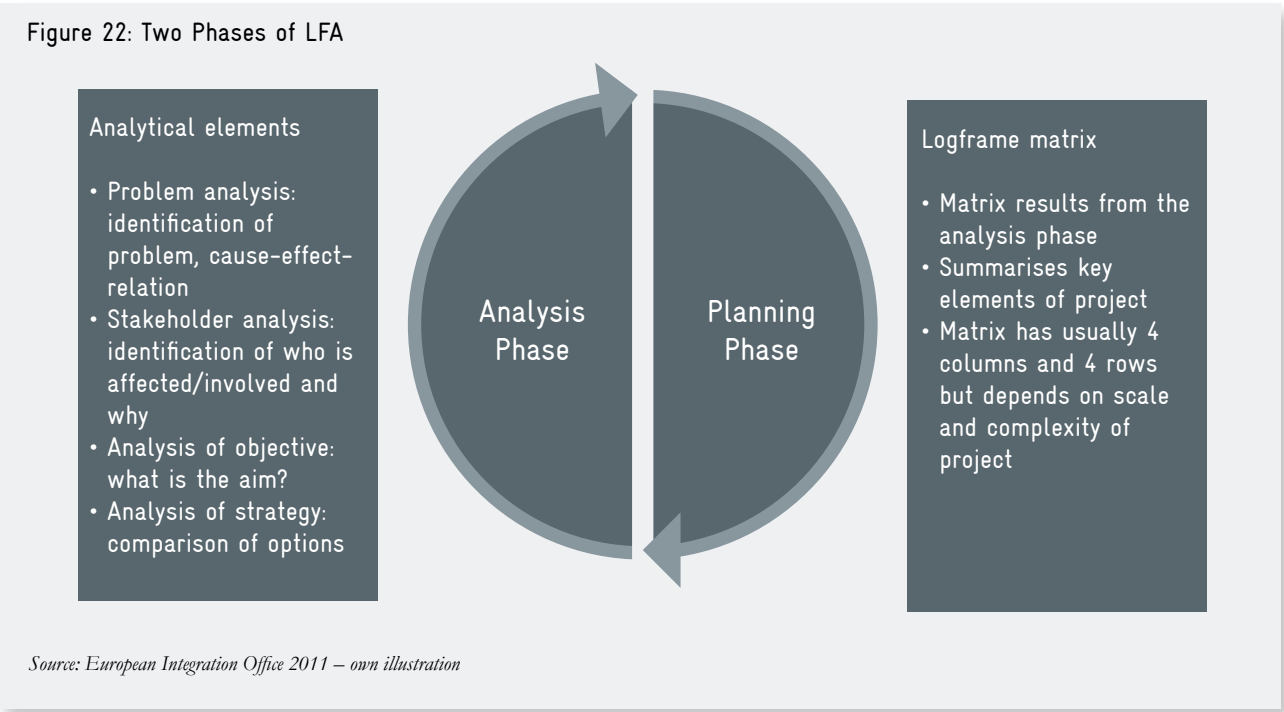 Figure 22: Two Phases of LFA
Analytical elements
• Problem analysis:
identification of
problem, cause-effect-
relation
• Stakeholder analysis:
identification of who is
affected/involved and
why
• Analysis of objective:
what is the aim?
• Analysis of strategy:
comparison of options
Analysis
Phase
Planning
Phase
Logframe matrix
• Matrix results from the
analysis phase
• Summarises key
elements of project
• Matrix has usually 4
columns and 4 rows
but depends on scale
and complexity of
project
Source: European Integration Office 2011 – own illustration